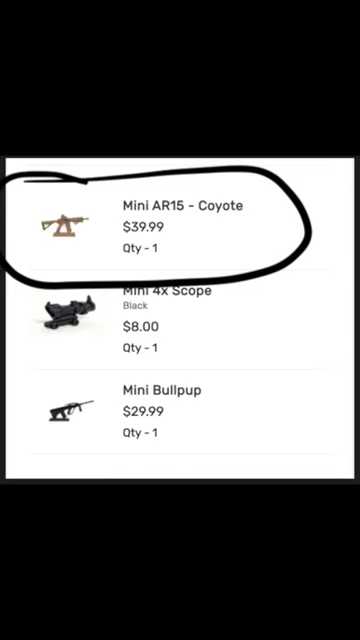 Mini AR15 - Coyote
$39.99
Qty - 1
Mini 4x Scope
Black
$8.00
Qty - 1
Mini Bullpup
$29.99
Qty - 1